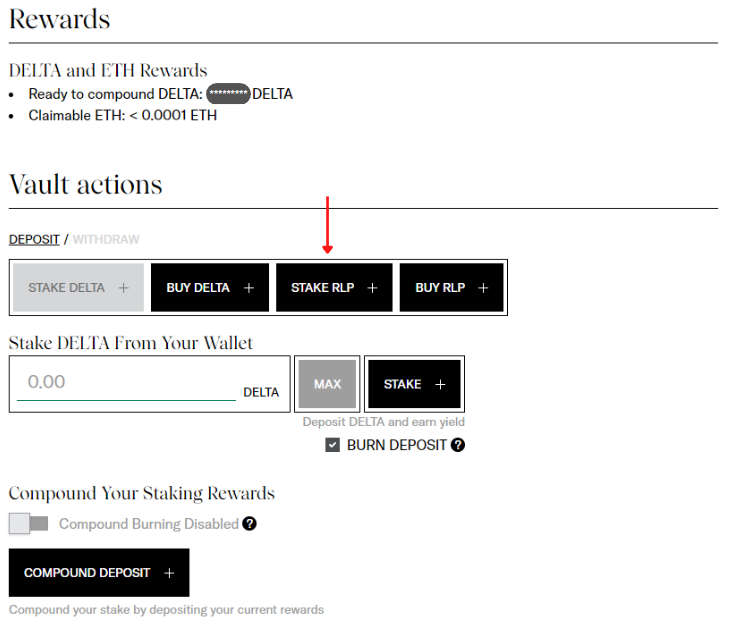 Rewards
DELTA and ETH Rewards
Ready to compound DELTA: ********* DELTA
Claimable ETH: < 0.0001 ETH
Vault actions
DEPOSIT / WITHDRAW
STAKE DELTA + BUY DELTA + STAKE RLP + BUY RLP +
Stake DELTA From Your Wallet
0.00 DELTA MAX STAKE +
Deposit DELTA and earn yield
BURN DEPOSIT ?
Compound Your Staking Rewards
Compound Burning Disabled ?
COMPOUND DEPOSIT +
Compound your stake by depositing your current rewards